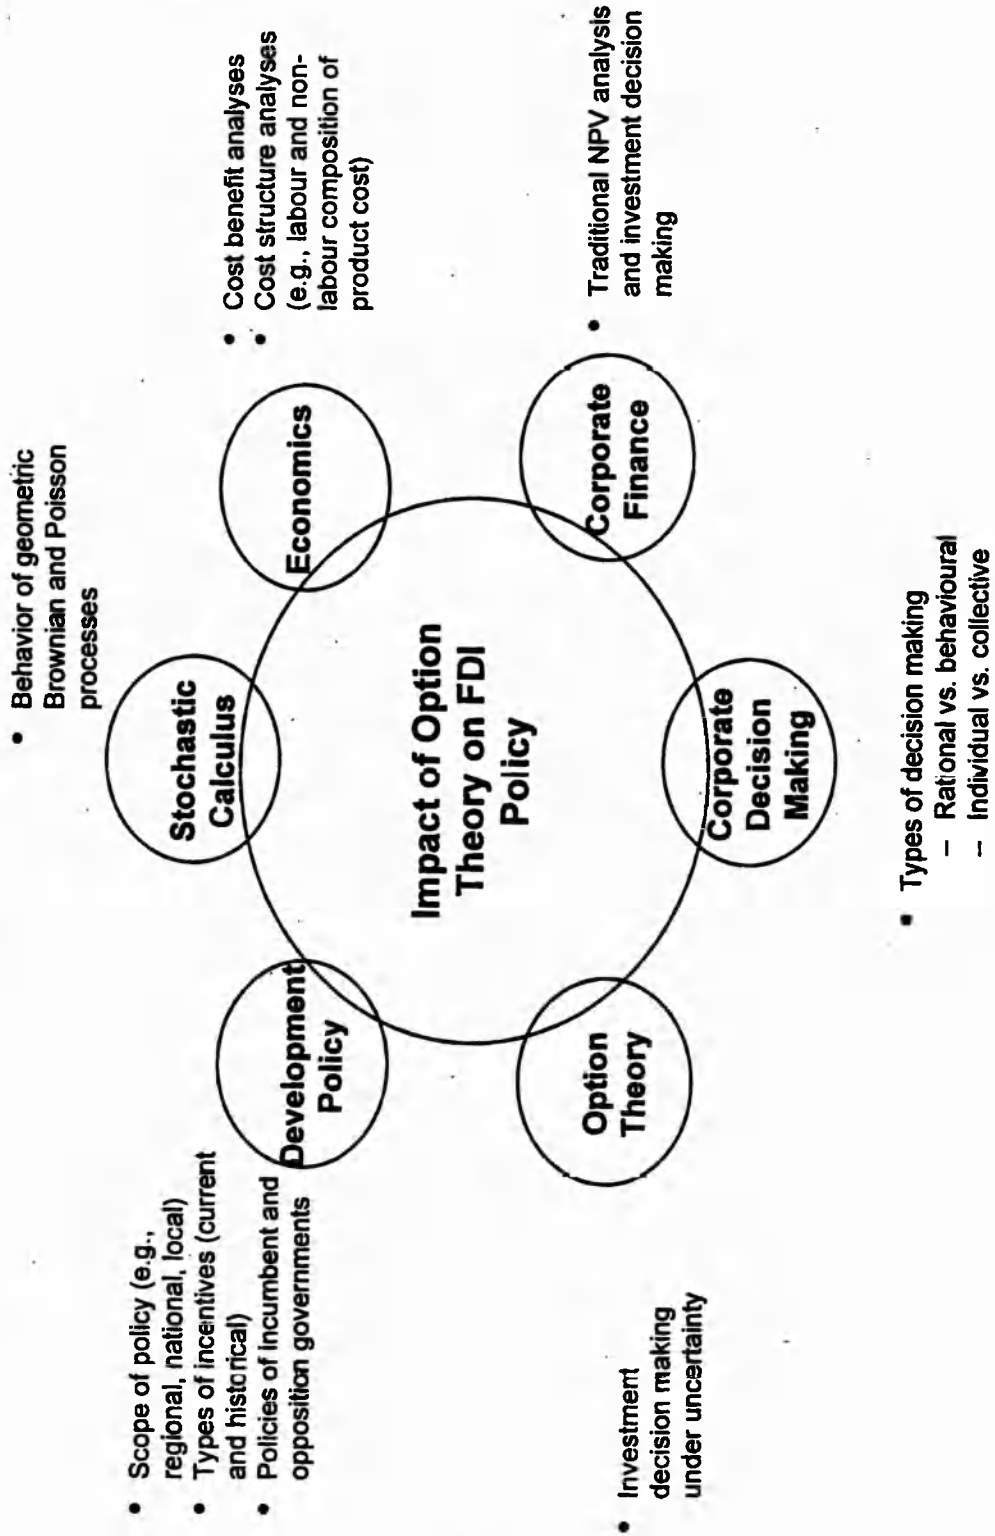 • Behavior of geometric
Brownian and Poisson
processes
• Scope of policy (e.g.,
regional, national, local)
• Types of incentives (current
and historical)
• Policies of incumbent and
opposition governments
Development
Policy
Stochastic
Calculus
Economics
• Cost benefit analyses
• Cost structure analyses
(e.g., labour and non-
labour composition of
product cost)
Impact of Option
Theory on FDI
Policy
• Investment
decision making
under uncertainty
Option
Theory
Corporate
Decision
Making
Corporate
Finance
• Traditional NPV analysis
and investment decision
making
• Types of decision making
– Rational vs. behavioural
– Individual vs. collective